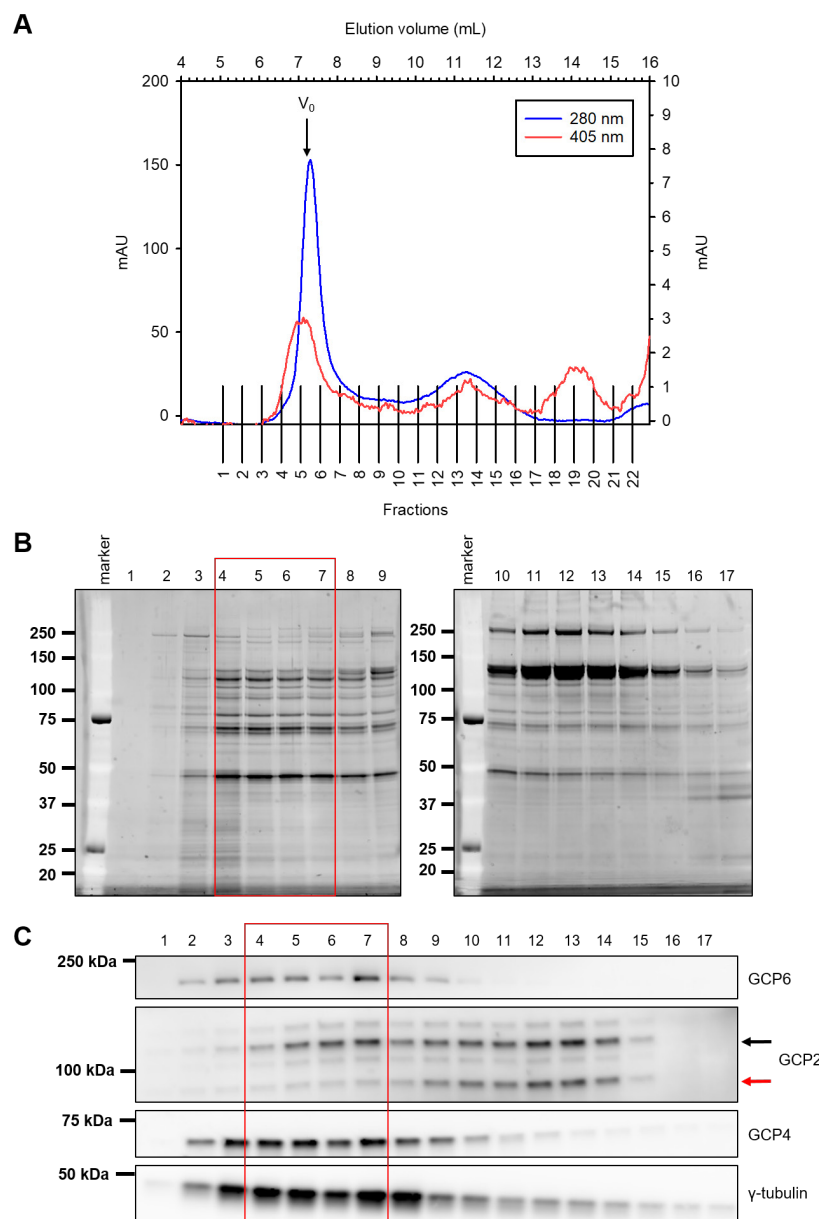 A
Elution volume (mL)
4 5 6 7 8 9 10 11 12 13 14 15 16
V0
280 nm
405 nm
200
150
100
50
0
mAU
10
9
8
7
6
5
4
3
2
1
0
mAU
1 2 3 4 5 6 7 8 9 10 11 12 13 14 15 16 17 18 19 20 21 22
Fractions
B
marker 1 2 3 4 5 6 7 8 9
marker 10 11 12 13 14 15 16 17
250
150
100
75
50
37
25
20
250
150
100
75
50
37
25
20
C
1 2 3 4 5 6 7 8 9 10 11 12 13 14 15 16 17
250 kDa
GCP6
100 kDa
GCP2
75 kDa
GCP4
50 kDa
γ-tubulin